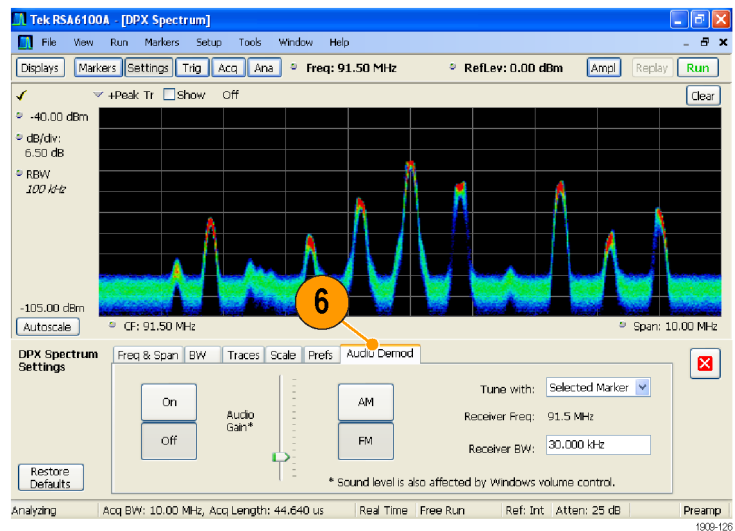 Tek RSA6100A - [DPX Spectrum]
File View Run Markers Setup Tools Window Help
Displays Markers Settings Trig Acq Ana Freq: 91.50 MHz RefLev: 0.00 dBm Ampl Replay Run
+Peak Tr Show Off Clear
-40.00 dBm
dB/div:
6.50 dB
RBW
100 kHz
-105.00 dBm
6
Autoscale CF: 91.50 MHz Span: 10.00 MHz
DPX Spectrum
Settings
Freq & Span BW Traces Scale Prefs Audio Demod
On
Off
Audio
Gain*
AM
FM
Tune with: Selected Marker
Receiver Freq: 91.5 MHz
Receiver BW: 30.000 kHz
* Sound level is also affected by Windows volume control.
Restore
Defaults
Analyzing Acq BW: 10.00 MHz, Acq Length: 44.640 us Real Time Free Run Ref: Int Atten: 25 dB Preamp
1909-126